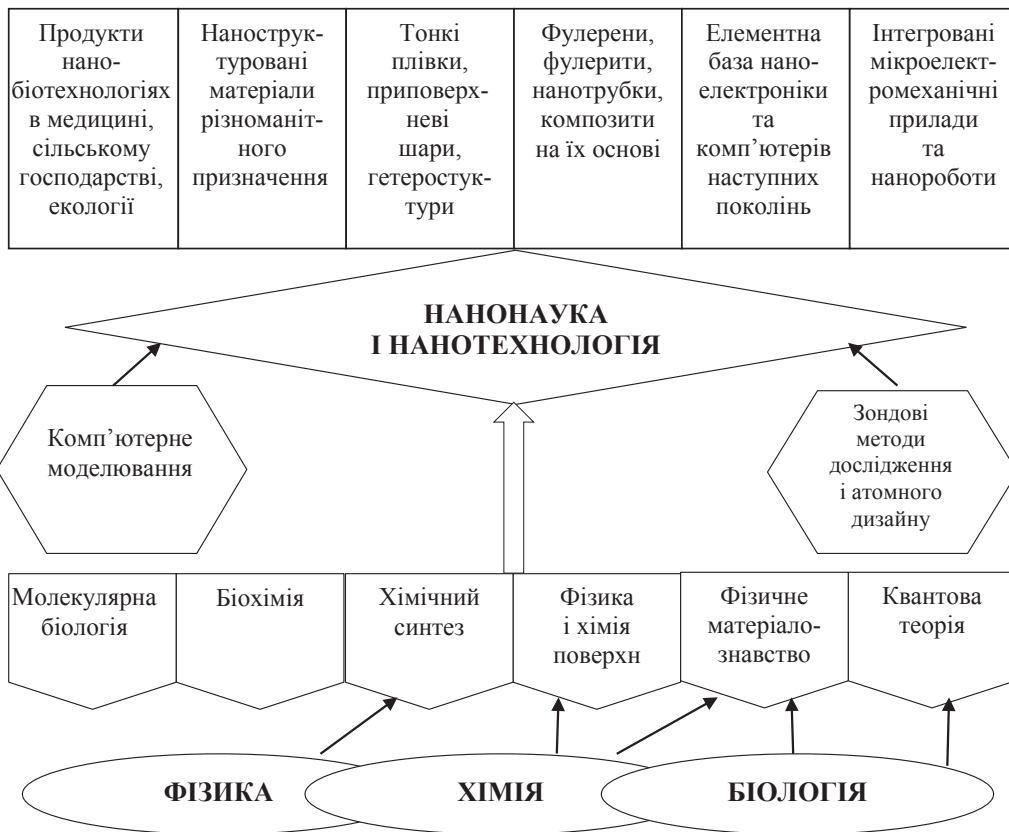 Продукти
нано-
біотехнологіях
в медицині,
сільському
господарстві,
екології
Нанострук-
туровані
матеріали
різноманіт-
ного
призначення
Тонкі
плівки,
приповерх-
неві
шари,
гетеростук-
тури
Фулерени,
фулерити,
нанотрубки,
композити
на їх основі
Елементна
база нано-
електроніки
та
комп’ютерів
наступних
поколінь
Інтегровані
мікроелект-
ромеханічні
прилади
та
нанороботи
НАНОНАУКА
І НАНОТЕХНОЛОГІЯ
Комп’ютерне
моделювання
Зондові
методи
дослідження
і атомного
дизайну
Молекулярна
біологія
Біохімія
Хімічний
синтез
Фізика
і хімія
поверхн
Фізичне
матеріало-
знавство
Квантова
теорія
ФІЗИКА
ХІМІЯ
БІОЛОГІЯ